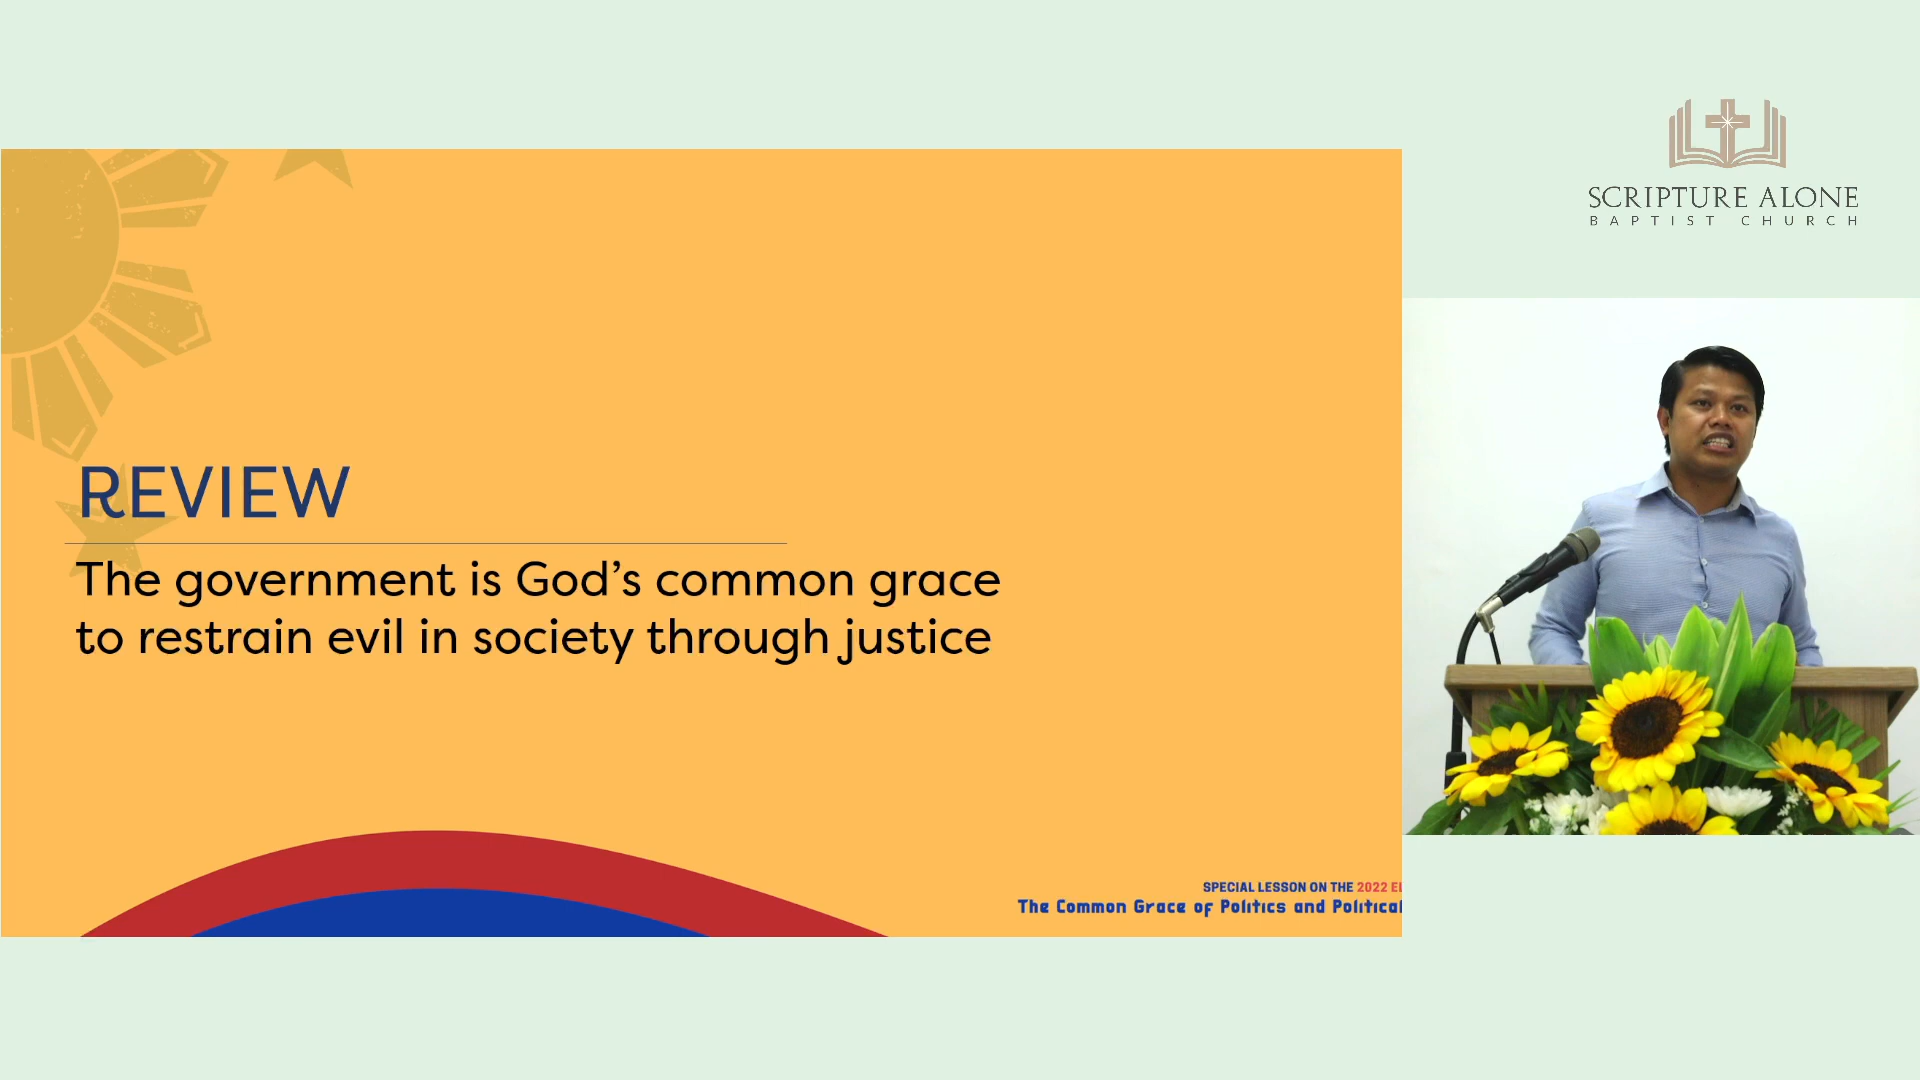 SCRIPTURE ALONE
BAPTIST CHURCH
REVIEW
The government is God’s common grace
to restrain evil in society through justice
SPECIAL LESSON ON THE 2022
The Common Grace of Politics and Political